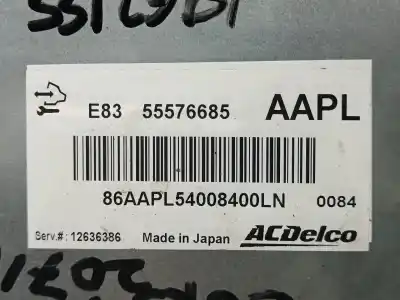 E83 55576685 AAPL
86AAPL54008400LN 0084
Serv.#: 12636386 Made in Japan ACDelco